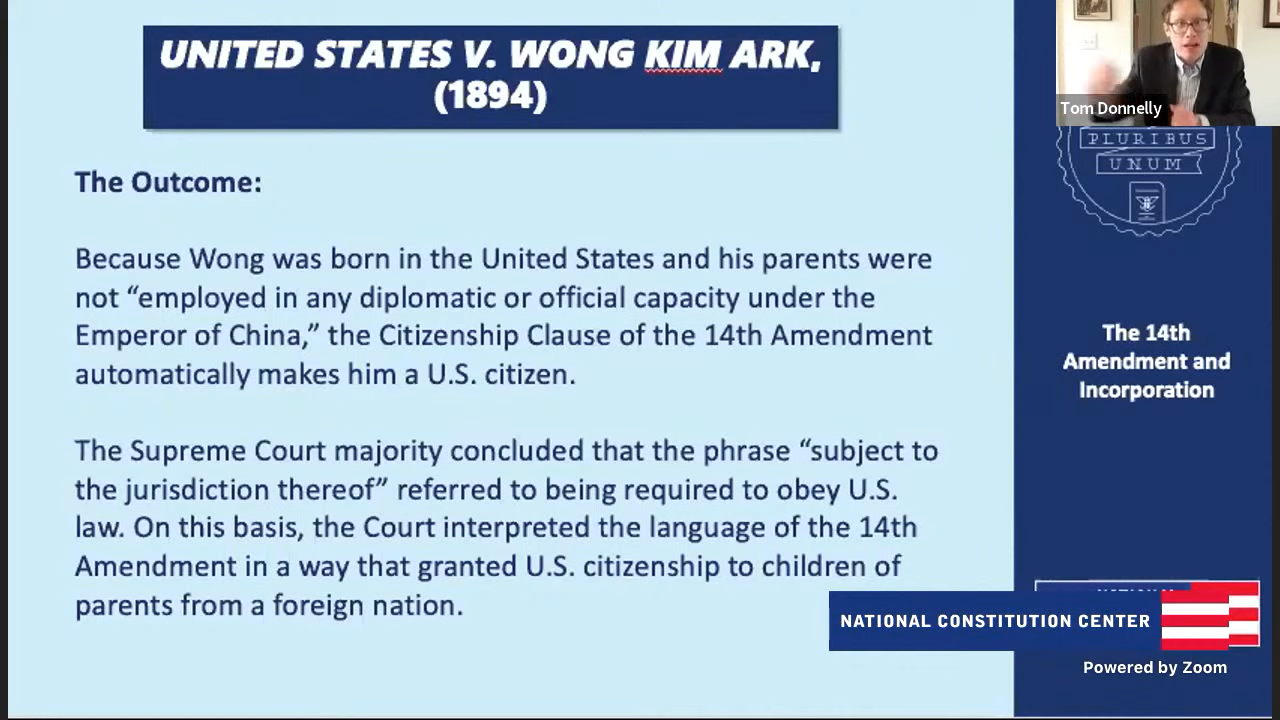 UNITED STATES V. WONG KIM ARK,
(1894)
The Outcome:
Because Wong was born in the United States and his parents were
not “employed in any diplomatic or official capacity under the
Emperor of China,” the Citizenship Clause of the 14th Amendment
automatically makes him a U.S. citizen.
The Supreme Court majority concluded that the phrase “subject to
the jurisdiction thereof” referred to being required to obey U.S.
law. On this basis, the Court interpreted the language of the 14th
Amendment in a way that granted U.S. citizenship to children of
parents from a foreign nation.
Tom Donnelly
PLURIBUS
UNUM
The 14th
Amendment and
Incorporation
NATIONAL CONSTITUTION CENTER
Powered by Zoom